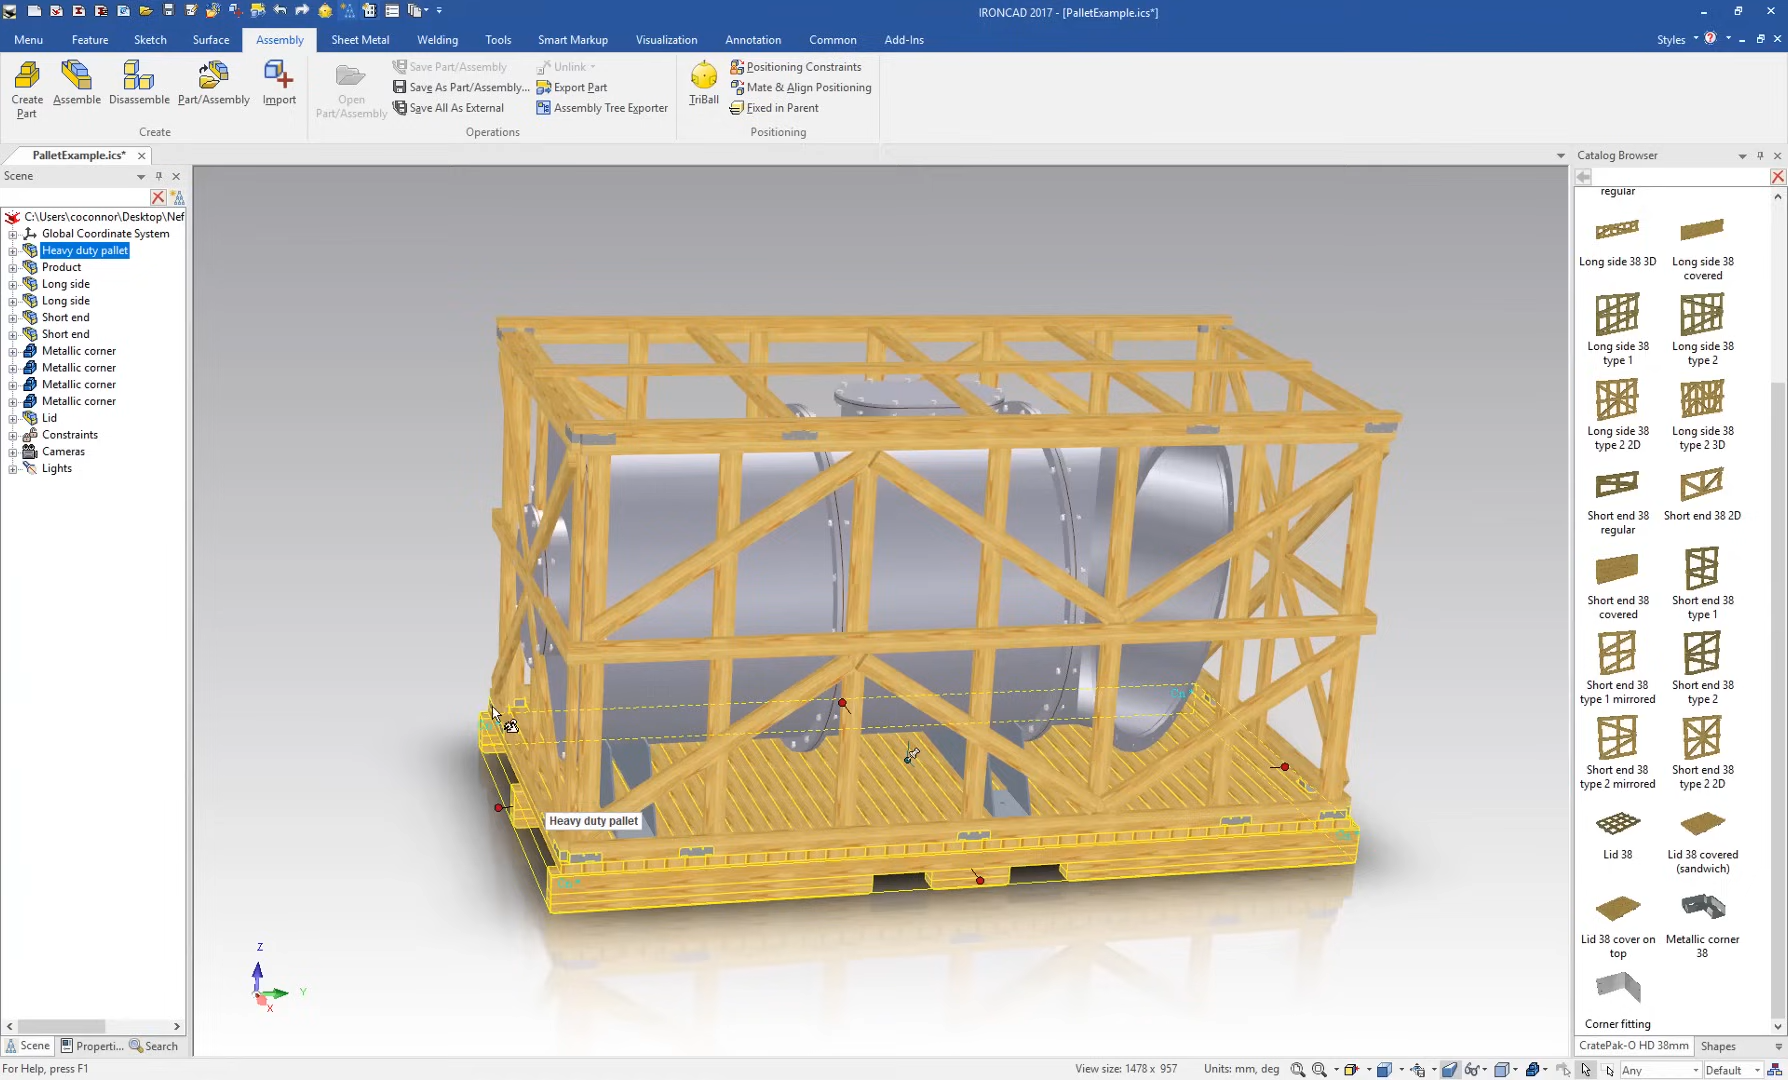 IRONCAD 2017 - [PalletExample.ics*]
Menu
Feature
Sketch
Surface
Assembly
Sheet Metal
Welding
Tools
Smart Markup
Visualization
Annotation
Common
Add-Ins
Styles
Create Part
Assemble
Disassemble
Part/Assembly
Import
Create
Open Part/Assembly
Save Part/Assembly
Save As Part/Assembly...
Save All As External
Unlink
Export Part
Assembly Tree Exporter
Operations
TriBall
Positioning Constraints
Mate & Align Positioning
Fixed in Parent
Positioning
PalletExample.ics*
Scene
C:\Users\coconnor\Desktop\Nef
Global Coordinate System
Heavy duty pallet
Product
Long side
Long side
Short end
Short end
Metallic corner
Metallic corner
Metallic corner
Metallic corner
Lid
Constraints
Cameras
Lights
Heavy duty pallet
Z
Y
X
Catalog Browser
regular
Long side 38 3D
Long side 38 covered
Long side 38 type 1
Long side 38 type 2
Long side 38 type 2 2D
Long side 38 type 2 3D
Short end 38 regular
Short end 38 2D
Short end 38 covered
Short end 38 type 1
Short end 38 type 1 mirrored
Short end 38 type 2
Short end 38 type 2 mirrored
Short end 38 type 2 2D
Lid 38
Lid 38 covered (sandwich)
Lid 38 cover on top
Metallic corner 38
Corner fitting
CratePak-O HD 38mm
Shapes
Scene
Properti...
Search
For Help, press F1
View size: 1478 x 957
Units: mm, deg
Any
Default